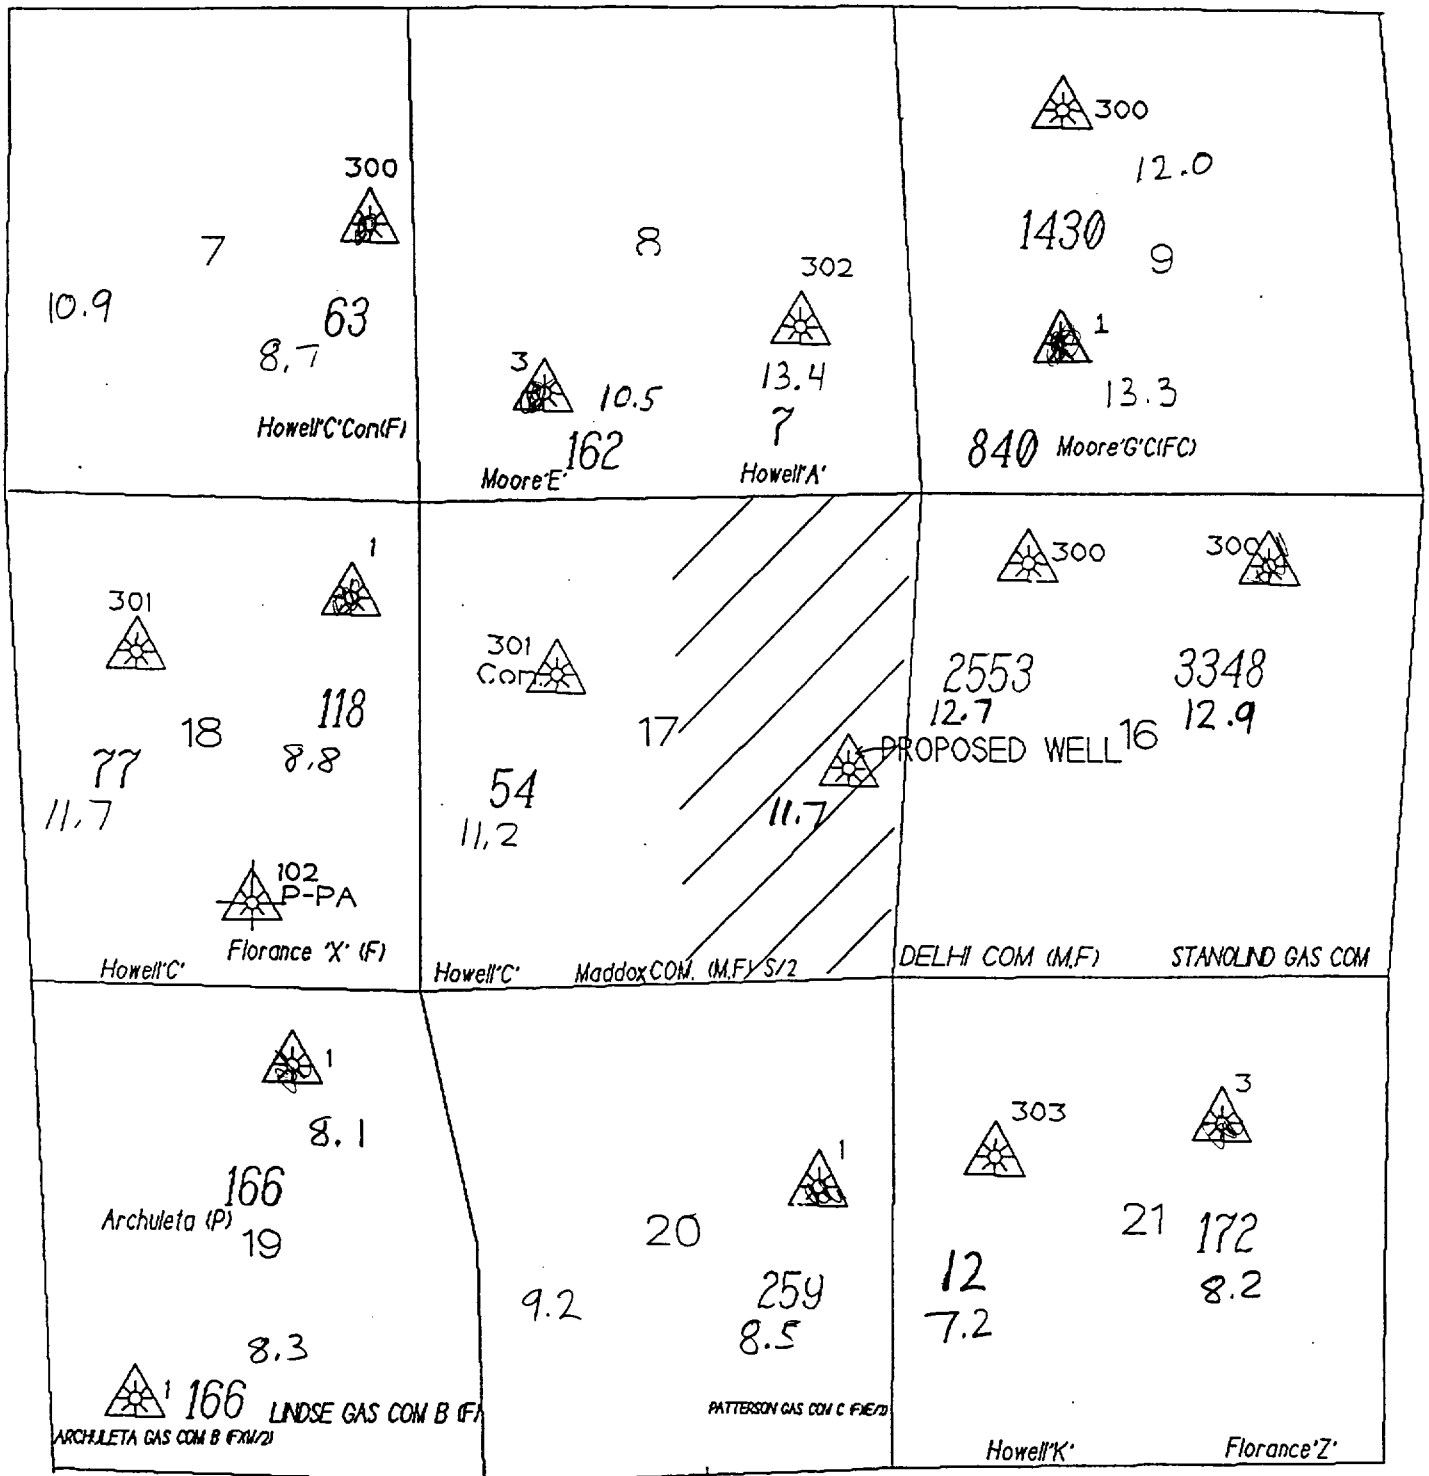 300
7
10.9
63
8.7
Howell'C'Com(F)
8
302
3
10.5
13.4
162
7
Moore'E'
Howell'A'
300
12.0
1430
9
1
13.3
840 Moore'G'C(FC)
1
301
118
18
8.8
77
11.7
102
P-PA
Florance 'X' (F)
Howell'C'
301
Com.
17
54
11.2
11.7
PROPOSED WELL
Howell'C'
MaddoxCOM. (M,F) S/2
300
300
2553
12.7
3348
12.9
16
DELHI COM (M,F)
STANOLIND GAS COM
1
8.1
166
Archuleta (P)
19
8.3
1 166 LINDSE GAS COM B (F)
ARCHULETA GAS COM B (FXW/2)
1
20
259
9.2
8.5
PATTERSON GAS COM C (F)(E/2)
303
3
21
172
12
8.2
7.2
Howell'K'
Florance'Z'